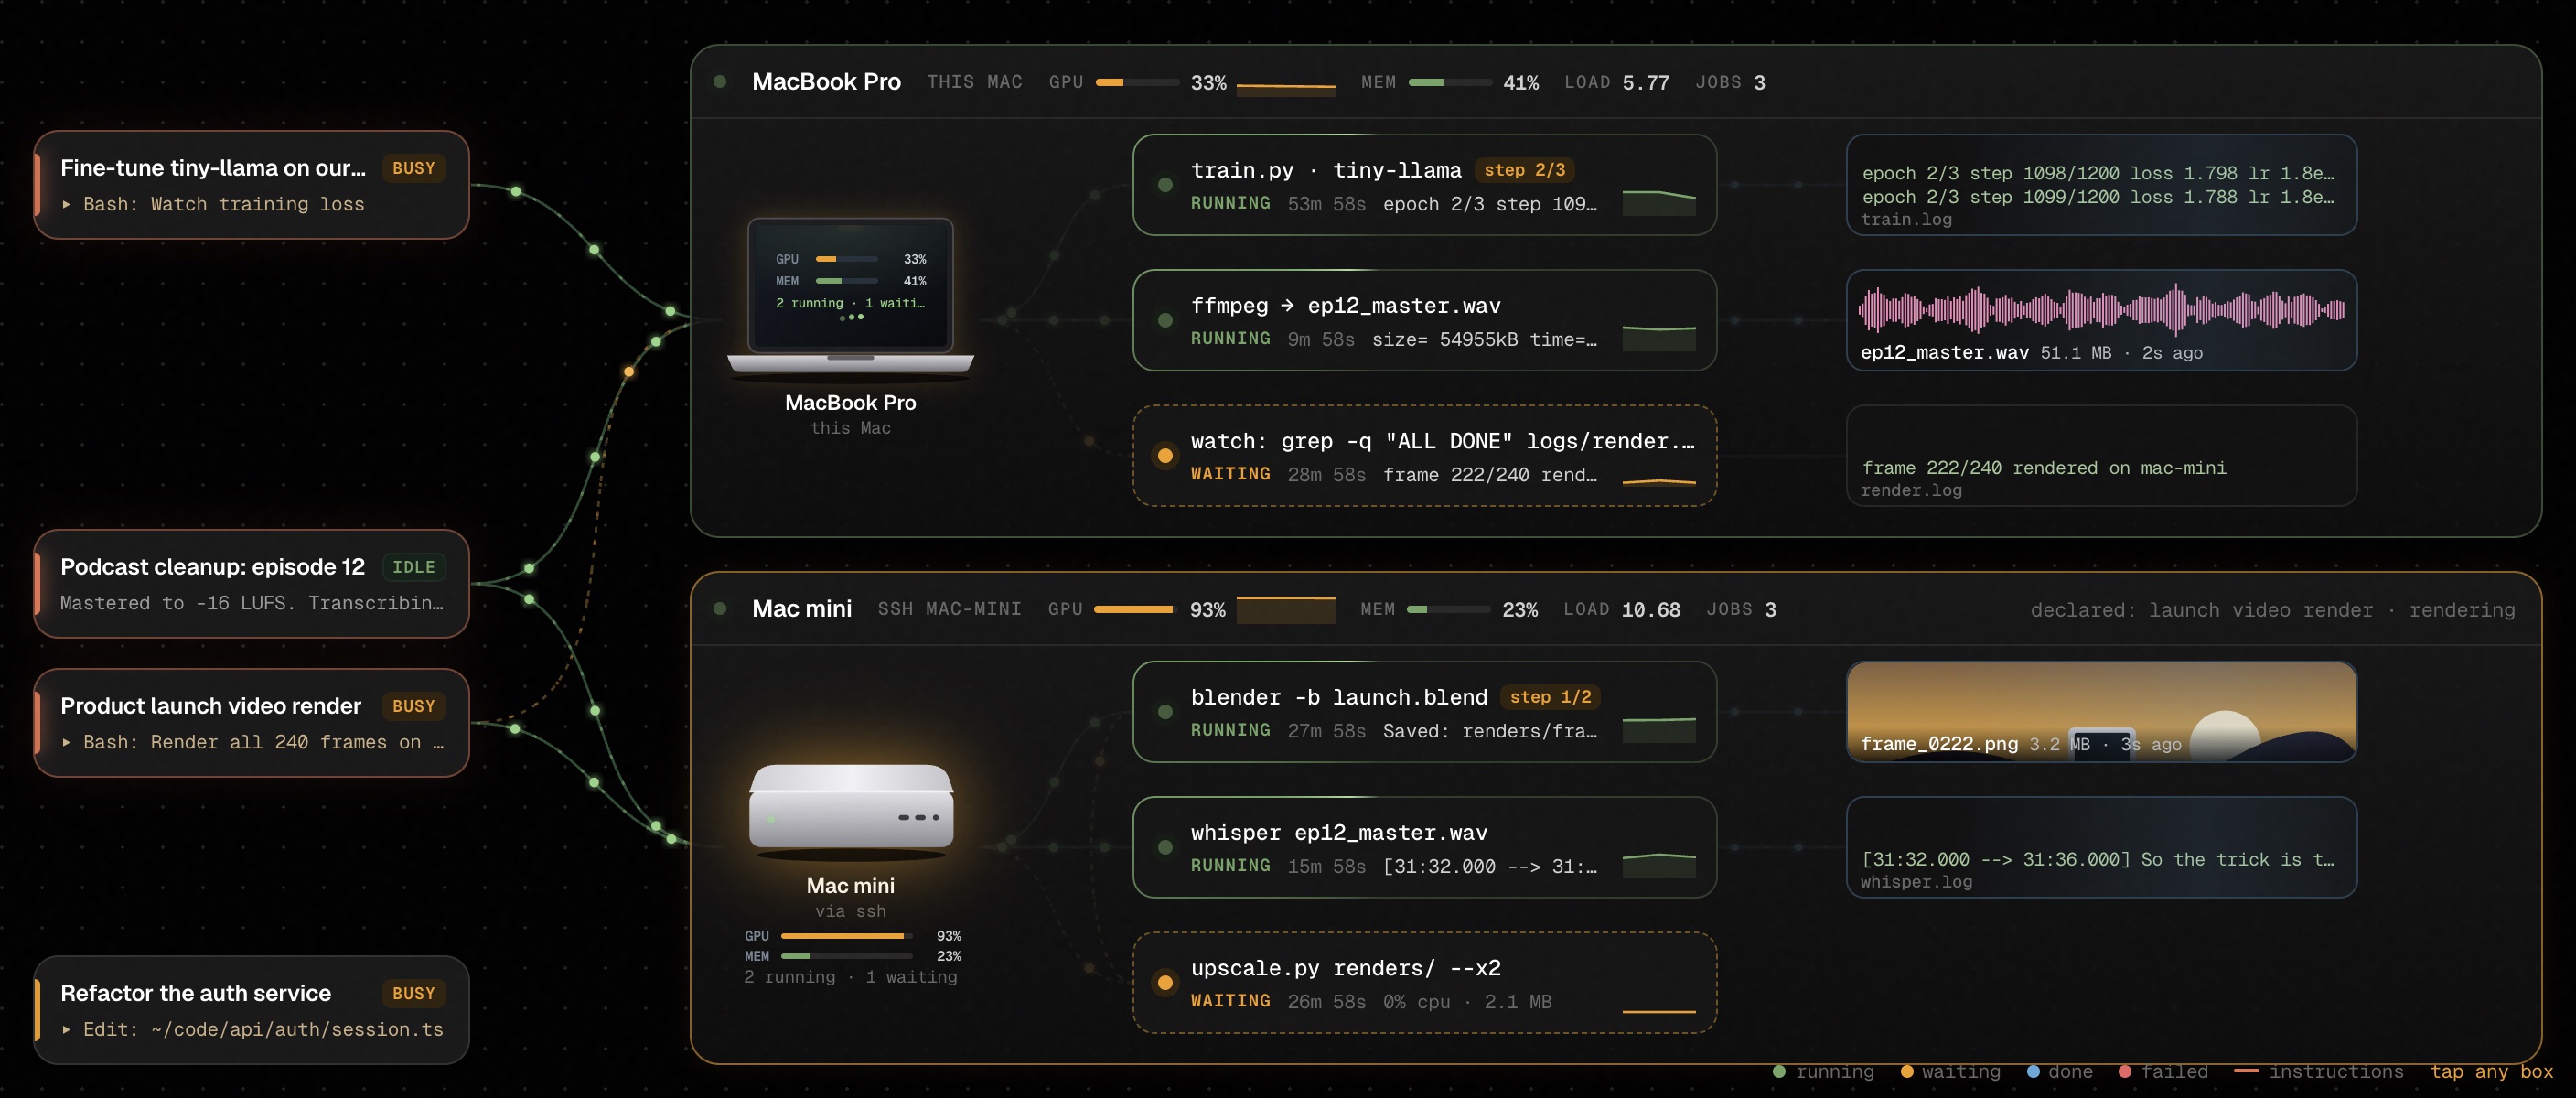 Fine-tune tiny-llama on our… BUSY
▸ Bash: Watch training loss
Podcast cleanup: episode 12 IDLE
Mastered to -16 LUFS. Transcribin…
Product launch video render BUSY
▸ Bash: Render all 240 frames on …
Refactor the auth service BUSY
▸ Edit: ~/code/api/auth/session.ts
MacBook Pro THIS MAC GPU 33% MEM 41% LOAD 5.77 JOBS 3
GPU 33%
MEM 41%
2 running · 1 waiti…
MacBook Pro
this Mac
train.py · tiny-llama step 2/3
RUNNING 53m 58s epoch 2/3 step 109…
epoch 2/3 step 1098/1200 loss 1.798 lr 1.8e…
epoch 2/3 step 1099/1200 loss 1.788 lr 1.8e…
train.log
ffmpeg → ep12_master.wav
RUNNING 9m 58s size= 54955kB time=…
ep12_master.wav 51.1 MB · 2s ago
watch: grep -q "ALL DONE" logs/render.…
WAITING 28m 58s frame 222/240 rend…
frame 222/240 rendered on mac-mini
render.log
Mac mini SSH MAC-MINI GPU 93% MEM 23% LOAD 10.68 JOBS 3 declared: launch video render · rendering
Mac mini
via ssh
GPU 93%
MEM 23%
2 running · 1 waiting
blender -b launch.blend step 1/2
RUNNING 27m 58s Saved: renders/fra…
frame_0222.png 3.2 MB · 3s ago
whisper ep12_master.wav
RUNNING 15m 58s [31:32.000 --> 31:…
[31:32.000 --> 31:36.000] So the trick is t…
whisper.log
upscale.py renders/ --x2
WAITING 26m 58s 0% cpu · 2.1 MB
running waiting done failed instructions tap any box